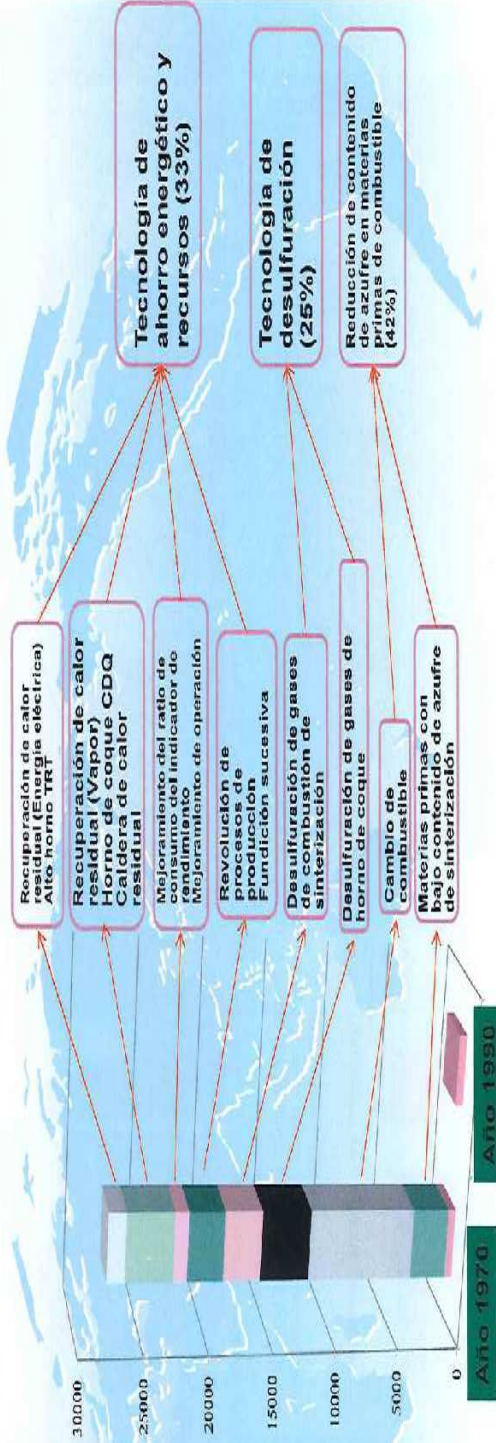 30000
25000
20000
15000
10000
5000
0
Año 1970
Año 1990
Recuperación de calor
residual (Energía eléctrica)
Alto horno TRT
Recuperación de calor
residual (Vapor)
Horno de coque CDQ
Caldera de calor
residual
Mejoramiento del ratio de
consumo del indicador do
rendimiento
Mejoramiento de operación
Revolución de
prcusos de
producción
Fundición sucesiva
Desulfuración de gases
de combustión de
sinterización
Desulfuración de gases de
horno de coque
Cambio de
combustible
Materias primas con
bajo contenido de azufre
de sinterización
Tecnología de
ahorro energético y
recursos (33%)
Tecnología de
desulfuración
(25%)
Reducción de contenido
de azufre en materias
primas de combustible
(42%)